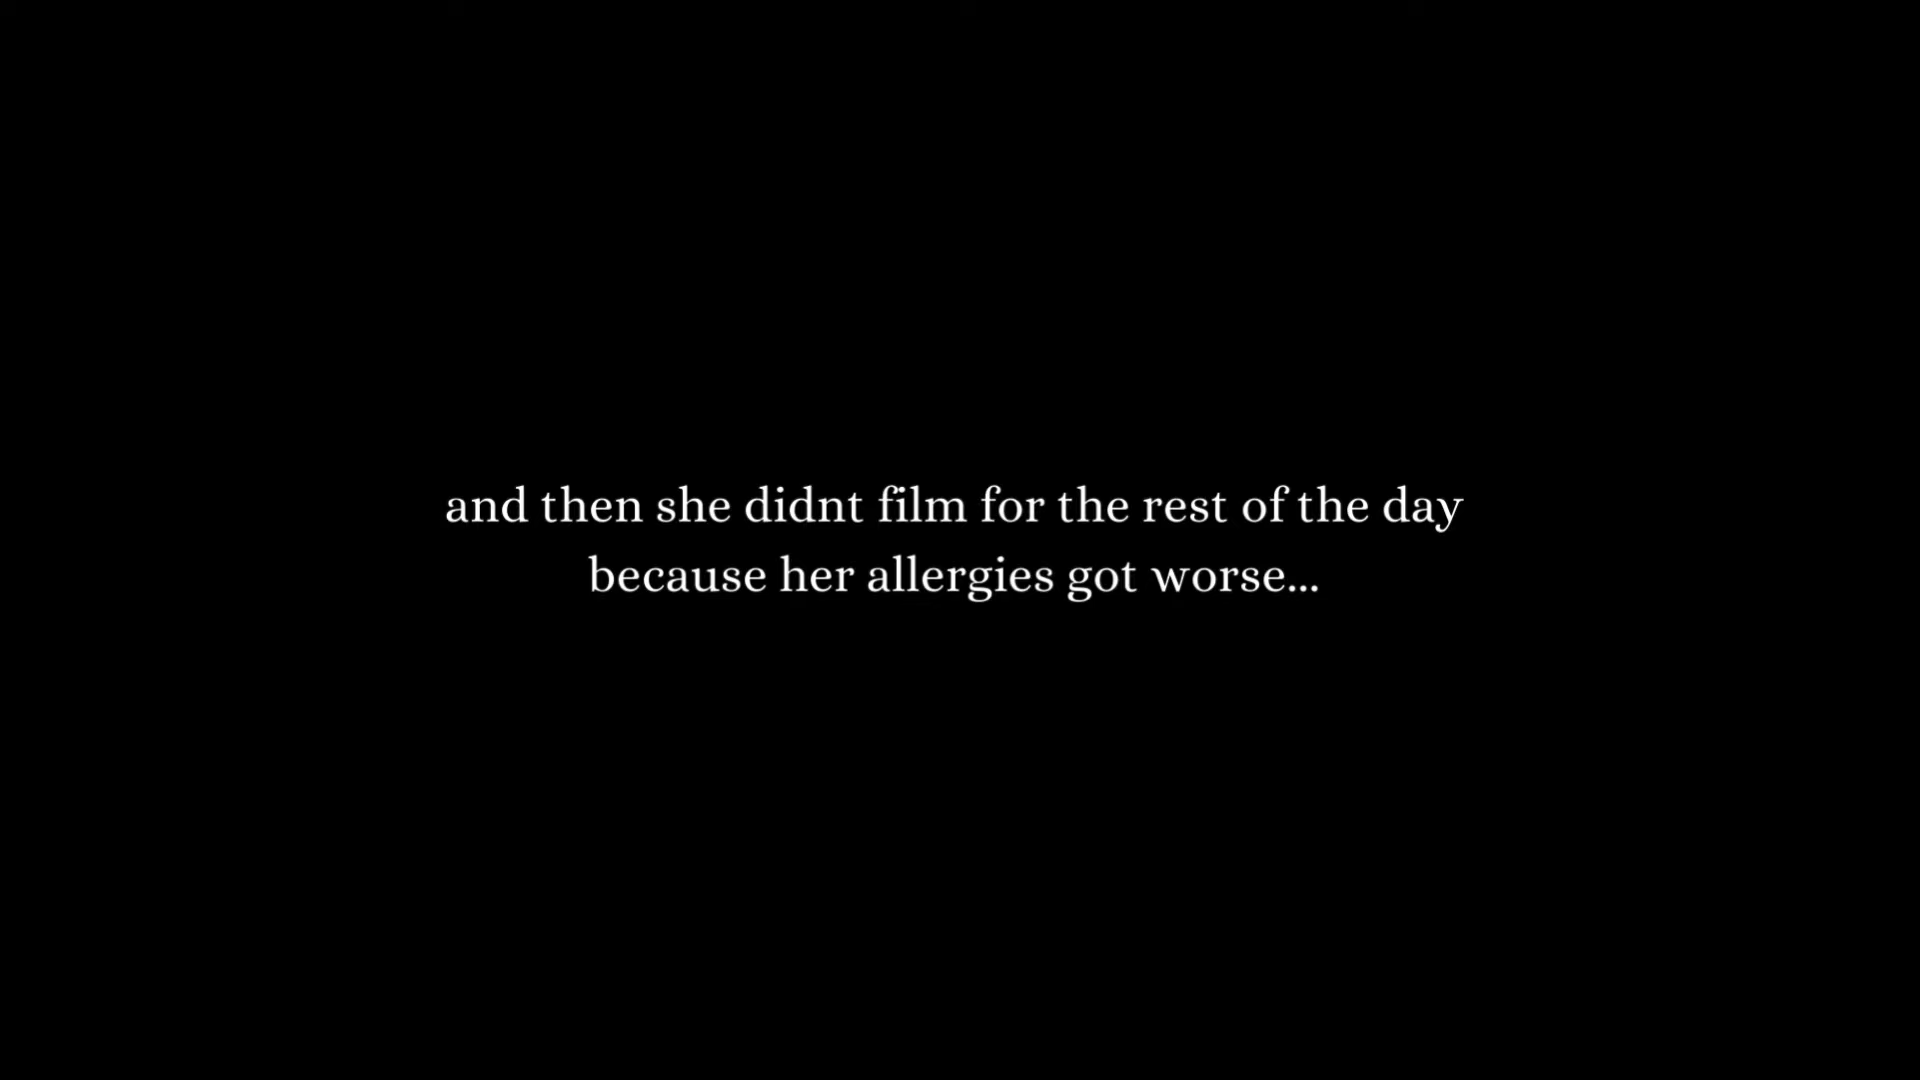 and then she didnt film for the rest of the day
because her allergies got worse...